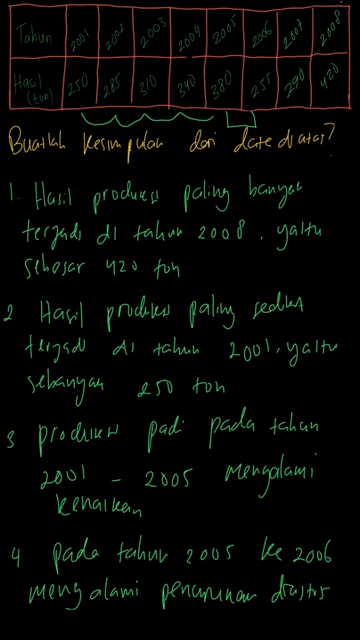 Tahun 2001 2002 2003 2004 2005 2006 2007 2008
Hasil (ton) 250 285 310 340 380 255 290 420
Buatlah kesimpulan dari data diatas?
1. Hasil produksi paling banyak
terjadi di tahun 2008, yaitu
sebesar 420 ton
2 Hasil produksi paling sedikit
terjadi di tahun 2001, yaitu
sebanyak 250 ton
3 produksi padi pada tahun
2001 - 2005 mengalami
kenaikan
4 pada tahun 2005 ke 2006
mengalami penurunan drastis